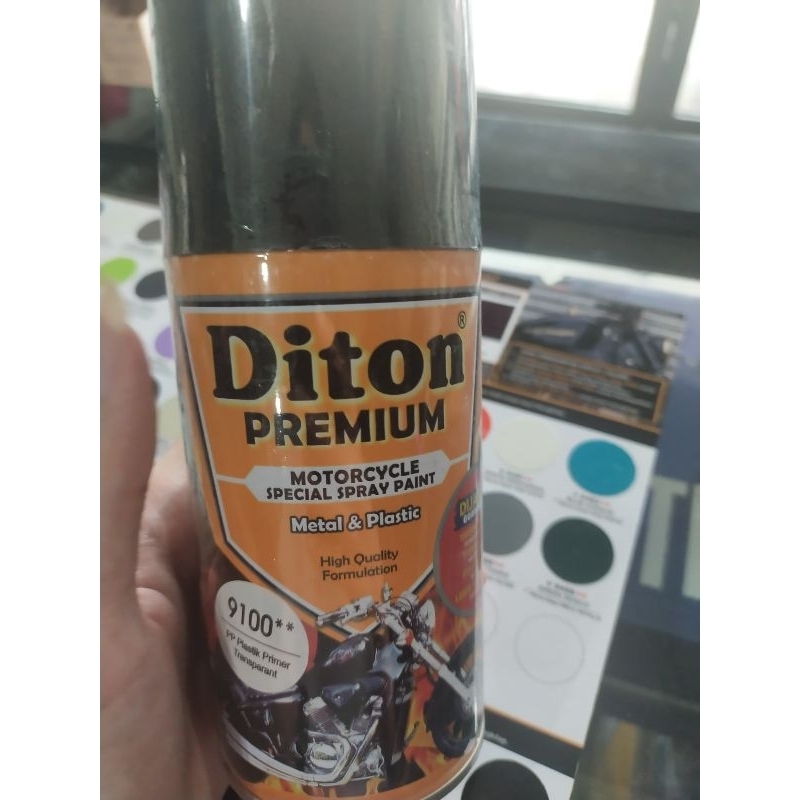 Diton®
PREMIUM
MOTORCYCLE
SPECIAL SPRAY PAINT
Metal & Plastic
High Quality
Formulation
9100**
PP Plastik Primer
Transparant